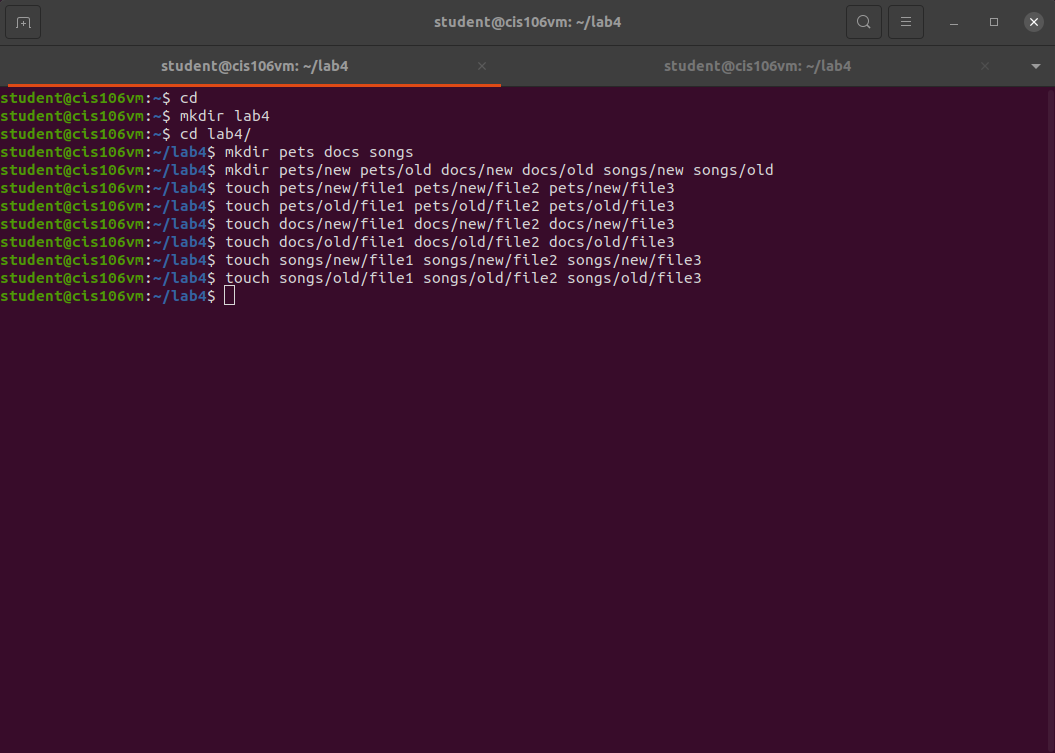 student@cis106vm: ~/lab4
student@cis106vm: ~/lab4
student@cis106vm: ~/lab4
student@cis106vm:~$ cd
student@cis106vm:~$ mkdir lab4
student@cis106vm:~$ cd lab4/
student@cis106vm:~/lab4$ mkdir pets docs songs
student@cis106vm:~/lab4$ mkdir pets/new pets/old docs/new docs/old songs/new songs/old
student@cis106vm:~/lab4$ touch pets/new/file1 pets/new/file2 pets/new/file3
student@cis106vm:~/lab4$ touch pets/old/file1 pets/old/file2 pets/old/file3
student@cis106vm:~/lab4$ touch docs/new/file1 docs/new/file2 docs/new/file3
student@cis106vm:~/lab4$ touch docs/old/file1 docs/old/file2 docs/old/file3
student@cis106vm:~/lab4$ touch songs/new/file1 songs/new/file2 songs/new/file3
student@cis106vm:~/lab4$ touch songs/old/file1 songs/old/file2 songs/old/file3
student@cis106vm:~/lab4$